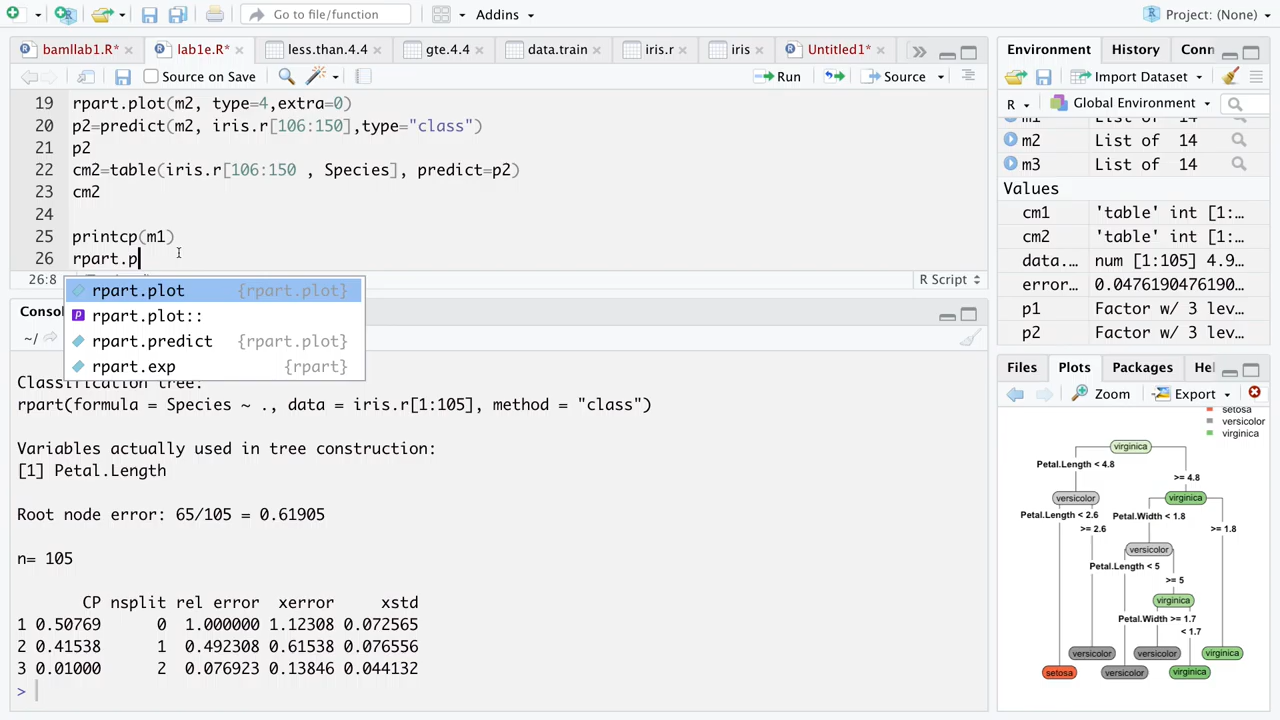 Go to file/function
Addins
Project: (None)
bamllab1.R*
lab1e.R*
less.than.4.4
gte.4.4
data.train
iris.r
iris
Untitled1*
Source on Save
Run
Source
19 rpart.plot(m2, type=4,extra=0)
20 p2=predict(m2, iris.r[106:150],type="class")
21 p2
22 cm2=table(iris.r[106:150 , Species], predict=p2)
23 cm2
24
25 printcp(m1)
26 rpart.p
26:8
R Script
rpart.plot {rpart.plot}
rpart.plot::
rpart.predict {rpart.plot}
rpart.exp {rpart}
Consol
~/
Classification tree:
rpart(formula = Species ~ ., data = iris.r[1:105], method = "class")
Variables actually used in tree construction:
[1] Petal.Length
Root node error: 65/105 = 0.61905
n= 105
CP nsplit rel error xerror xstd
1 0.50769 0 1.000000 1.12308 0.072565
2 0.41538 1 0.492308 0.61538 0.076556
3 0.01000 2 0.076923 0.13846 0.044132
>
Environment
History
Conn
Import Dataset
R
Global Environment
m1 List of 14
m2 List of 14
m3 List of 14
Values
cm1 'table' int [1:…
cm2 'table' int [1:…
data.… num [1:105] 4.9…
error… 0.0476190476190…
p1 Factor w/ 3 lev…
p2 Factor w/ 3 lev…
Files
Plots
Packages
Hel
Zoom
Export
setosa
versicolor
virginica
virginica
Petal.Length < 4.8
>= 4.8
versicolor
virginica
Petal.Length < 2.6
Petal.Width < 1.8
>= 2.6
>= 1.8
versicolor
Petal.Length < 5
>= 5
virginica
Petal.Width >= 1.7
< 1.7
versicolor
versicolor
virginica
setosa
versicolor
virginica